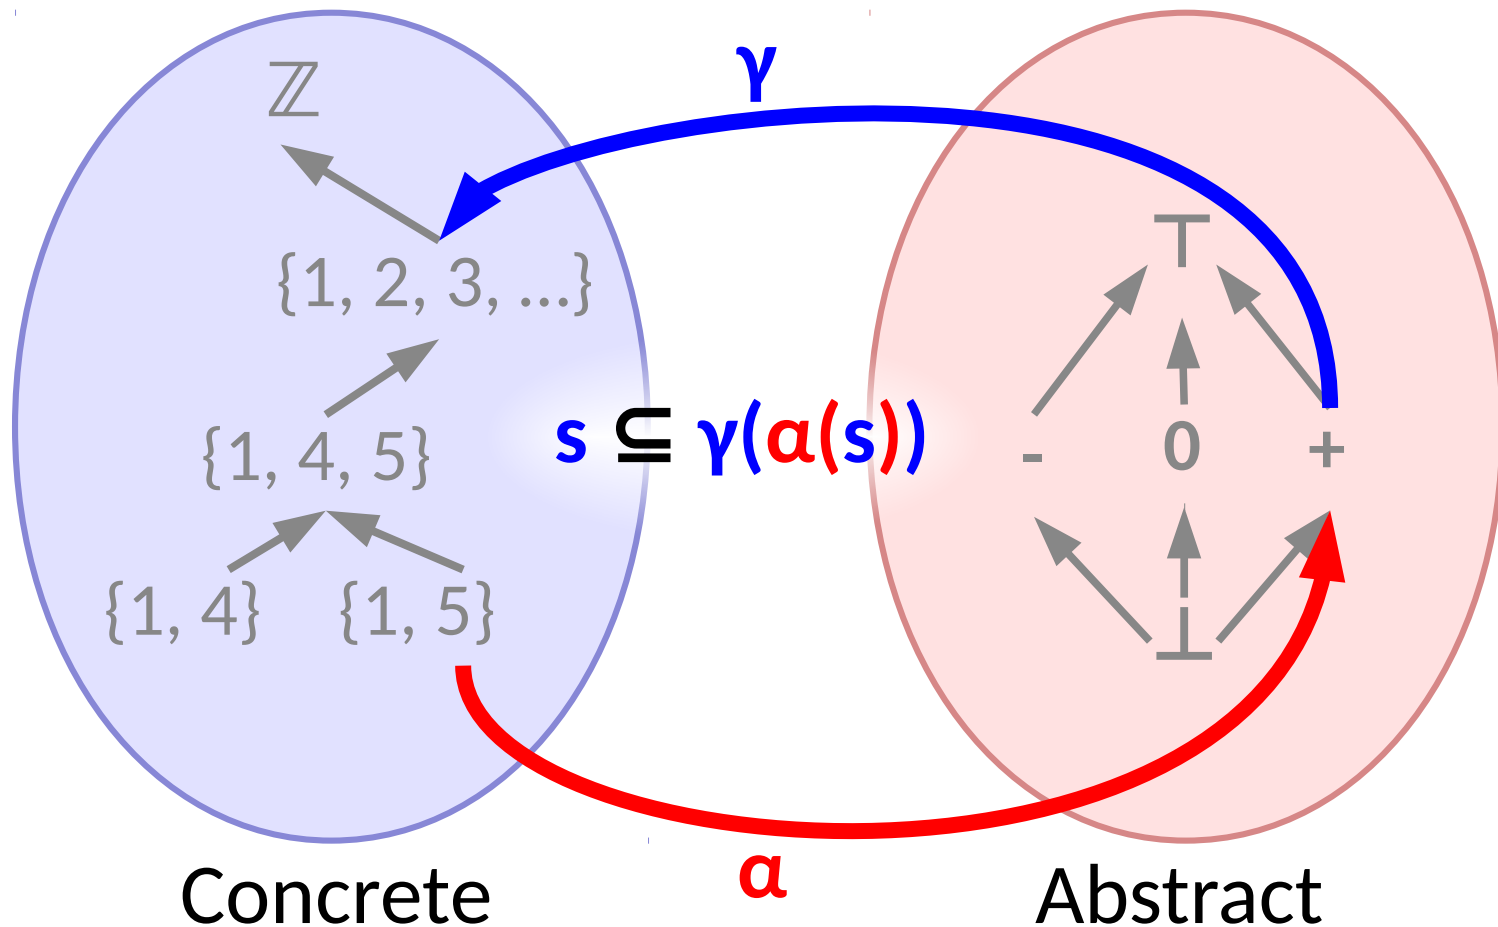 γ
ℤ
⊤
{1, 2, 3, ...}
s ⊆ γ(α(s))
- 0 +
{1, 4, 5}
{1, 4} {1, 5}
⊥
α
Concrete Abstract